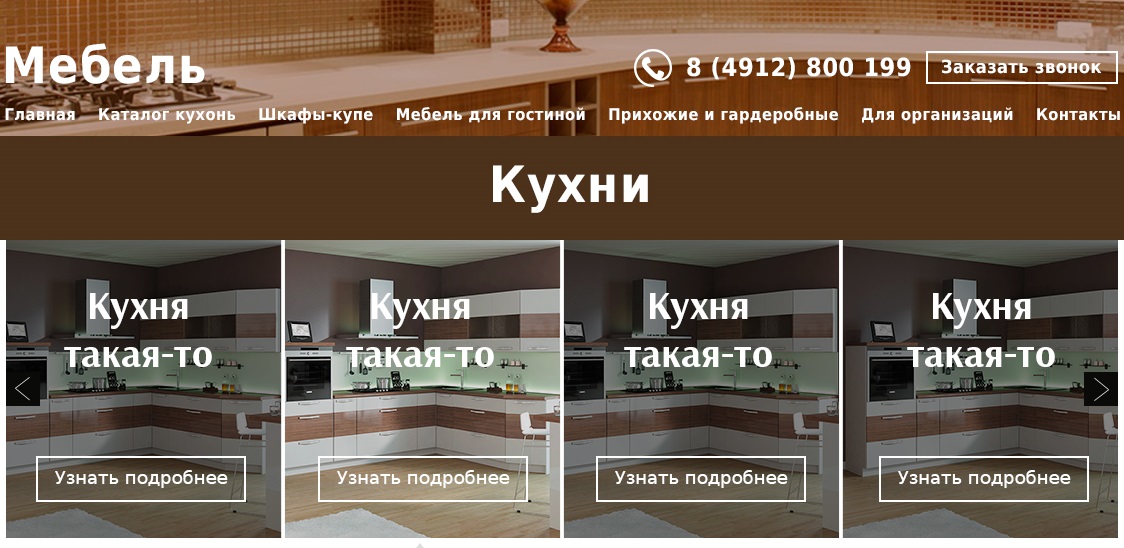 Мебель
8 (4912) 800 199
Заказать звонок
Главная Каталог кухонь Шкафы-купе Мебель для гостиной Прихожие и гардеробные Для организаций Контакты
Кухни
Кухня
такая-то
Узнать подробнее
Кухня
такая-то
Узнать подробнее
Кухня
такая-то
Узнать подробнее
Кухня
такая-то
Узнать подробнее